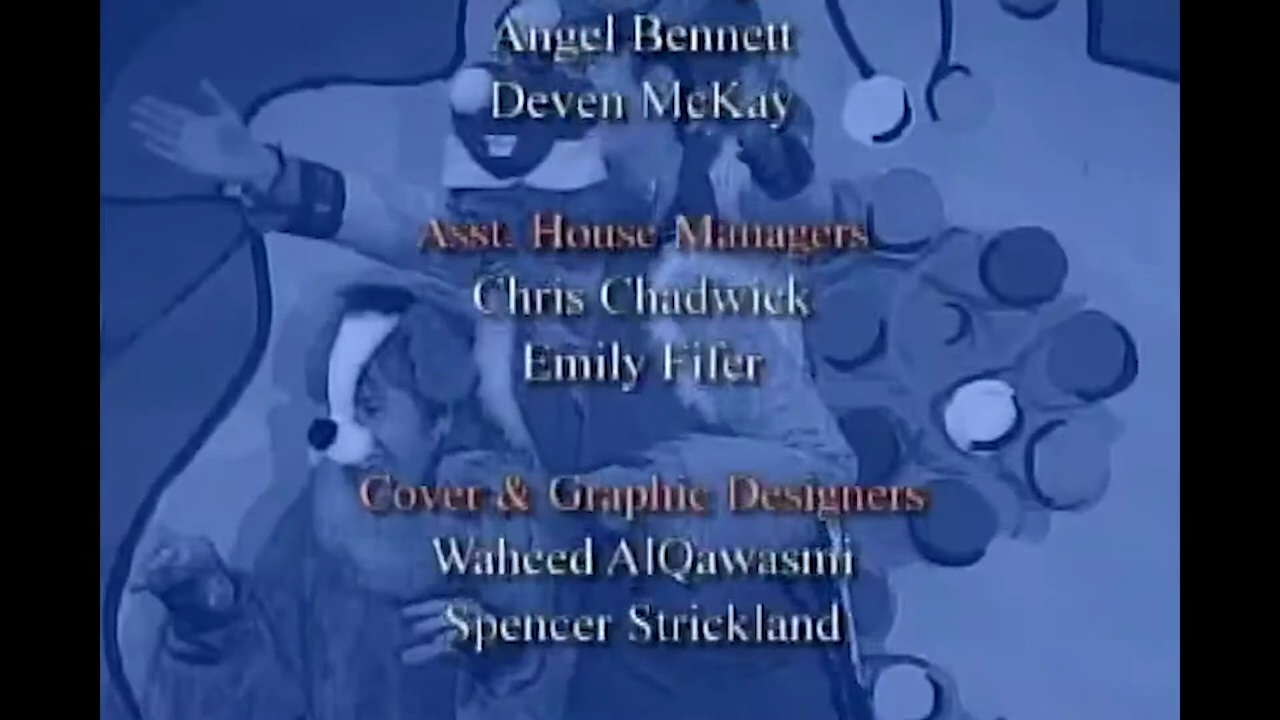 Angel Bennett
Deven McKay
Asst. House Managers
Chris Chadwick
Emily Fifer
Cover & Graphic Designers
Waheed AlQawasmi
Spencer Strickland